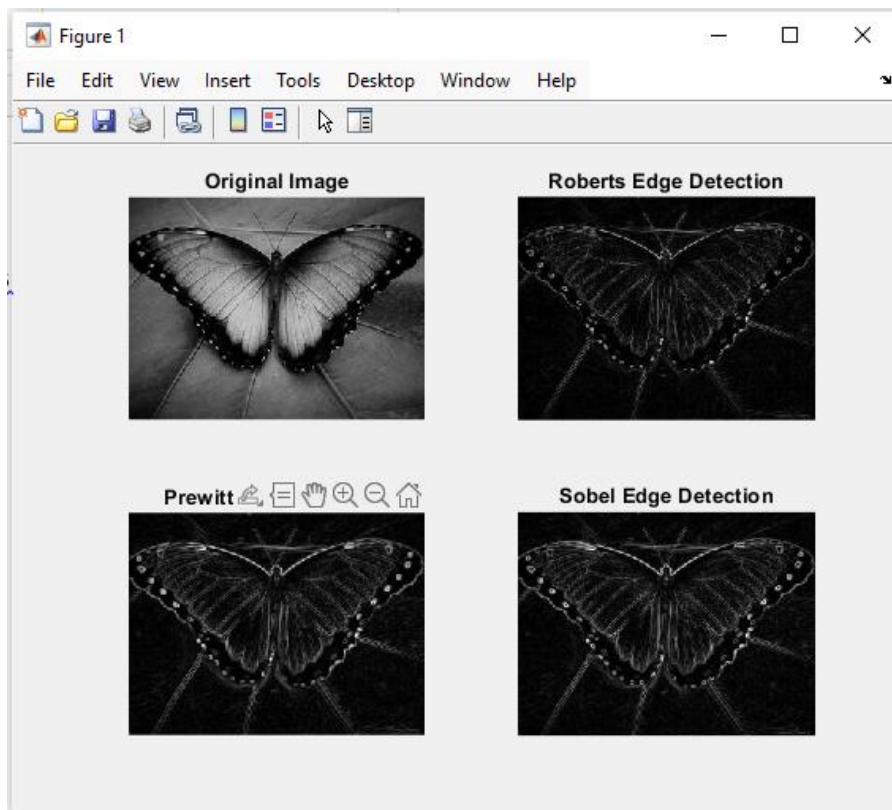 Figure 1
File Edit View Insert Tools Desktop Window Help
Original Image
Roberts Edge Detection
Prewitt
Sobel Edge Detection